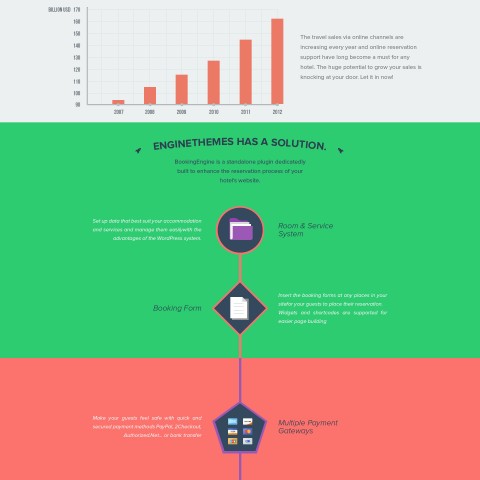 BILLION USD 170
160
150
140
130
120
110
100
90
2007 2008 2009 2010 2011 2012
The travel sales via online channels are
increasing every year and online reservation
support have long become a must for any
hotel. The huge potential to grow your sales is
knocking at your door. Let it in now!
ENGINETHEMES HAS A SOLUTION.
BookingEngine is a standalone plugin dedicatedly
built to enhance the reservation process of your
hotel's website.
Set up data that best suit your accommodation
and services and manage them easily with the
advantages of the WordPress system.
Room & Service
System
Booking Form
Insert the booking forms at any places in your
site for your guests to place their reservation.
Widgets and shortcodes are supported for
easier page building.
Make your guests feel safe with quick and
secured payment methods PayPal, 2Checkout,
Authorize.Net... or bank transfer
Multiple Payment
Gateways